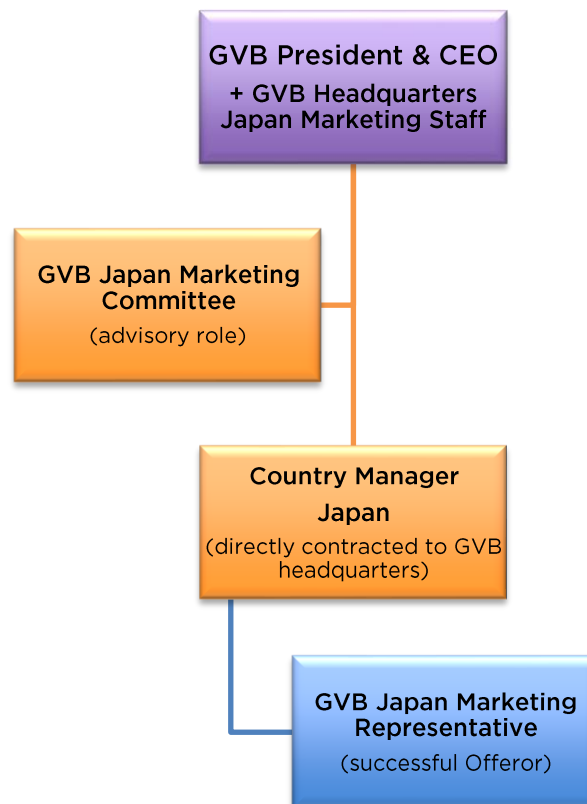 GVB President & CEO
+ GVB Headquarters
Japan Marketing Staff
GVB Japan Marketing
Committee
(advisory role)
Country Manager
Japan
(directly contracted to GVB
headquarters)
GVB Japan Marketing
Representative
(successful Offeror)